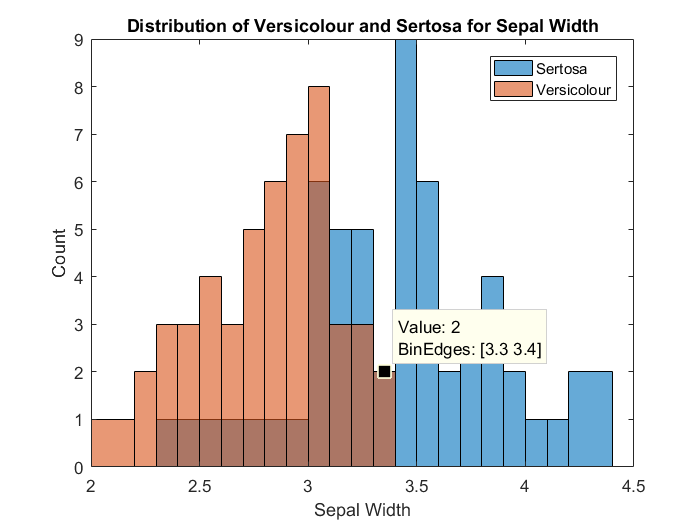 Distribution of Versicolour and Sertosa for Sepal Width
9
8
7
6
5
4
3
2
1
0
Count
Sertosa
Versicolour
Value: 2
BinEdges: [3.3 3.4]
2
2.5
3
3.5
4
4.5
Sepal Width